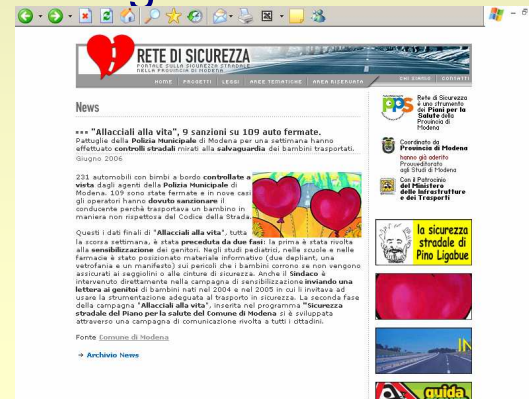 RETE DI SICUREZZA
PORTALE SULLA SICUREZZA STRADALE
NELLA PROVINCIA DI MODENA
HOME PROGETTI LEGGI AREE TEMATICHE AREA RISERVATA
CHI SIAMO CONTATTI
News
"Allacciali alla vita", 9 sanzioni su 109 auto fermate.
Pattuglie della Polizia Municipale di Modena per una settimana hanno
effettuato controlli stradali mirati alla salvaguardia dei bambini trasportati.
Giugno 2006
231 automobili con bimbi a bordo controllate a
vista dagli agenti della Polizia Municipale di
Modena. 109 sono state fermate e in nove casi
gli operatori hanno dovuto sanzionare il
conducente perchè trasportava un bambino in
maniera non rispettosa del Codice della Strada.
Questi i dati finali di "Allacciali alla vita", tutta
la scorsa settimana, è stata preceduta da due fasi: la prima è stata rivolta
alla sensibilizzazione dei genitori. Negli studi pediatrici, nelle scuole e nelle
farmacie è stato posizionato materiale informativo (due depliant, una
vetrofania e un manifesto) sui pericoli che i bambini corrono se non vengono
assicurati ai seggiolini o alle cinture di sicurezza. Anche il Sindaco è
intervenuto direttamente nella campagna di sensibilizzazione inviando una
lettera ai genitori di bambini nati nel 2004 e nel 2005 in cui li invitava ad
usare la strumentazione adeguata al trasporto in sicurezza. La seconda fase
della campagna "Allacciali alla vita", inserita nel programma "Sicurezza
stradale del Piano per la salute del Comune di Modena si è sviluppata
attraverso una campagna di comunicazione rivolta a tutti i cittadini.
Fonte Comune di Modena
Archivio News
pps
Rete di Sicurezza
è uno strumento
dei Piani per la
Salute della
Provincia di
Modena
Coordinato da
Provincia di Modena
hanno già aderito
Provveditorato
agli Studi di Modena
Con il Patrocinio
del Ministero
delle Infrastrutture
e dei Trasporti
la sicurezza
stradale di
Pino Ligabue
IN
guida